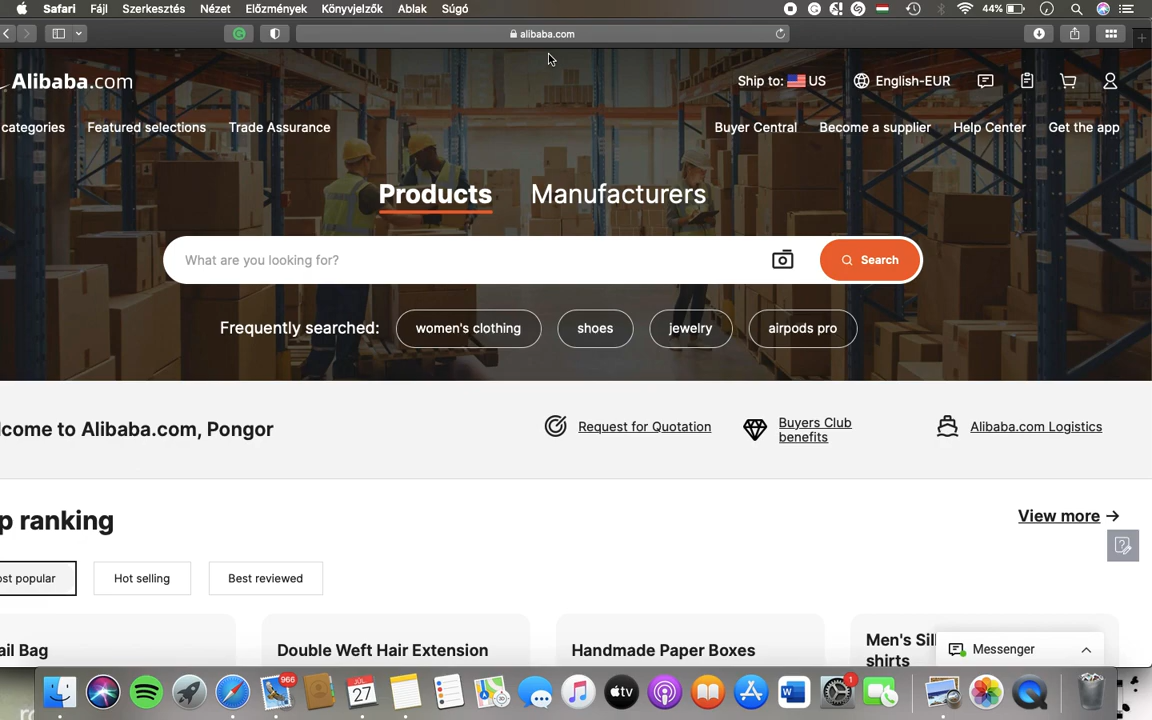 Safari Fájl Szerkesztés Nézet Előzmények Könyvjelzők Ablak Súgó 44%
alibaba.com
Alibaba.com Ship to: US English-EUR
categories Featured selections Trade Assurance Buyer Central Become a supplier Help Center Get the app
Products Manufacturers
What are you looking for? Search
Frequently searched: women's clothing shoes jewelry airpods pro
lcome to Alibaba.com, Pongor Request for Quotation Buyers Club benefits Alibaba.com Logistics
p ranking View more →
ost popular Hot selling Best reviewed
ail Bag Double Weft Hair Extension Handmade Paper Boxes Men's Sil
shirts
Messenger
966
JÚL
27
1